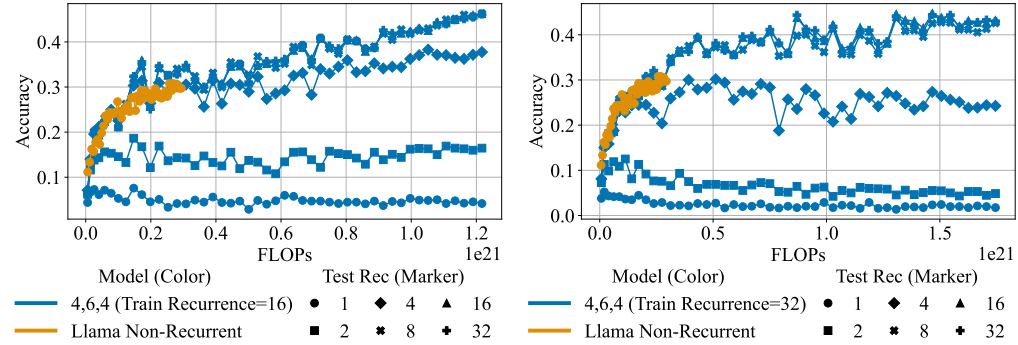 0.4
0.3
0.2
0.1
Accuracy
0.0 0.2 0.4 0.6 0.8 1.0 1.2
FLOPs
1e21
Model (Color) Test Rec (Marker)
4,6,4 (Train Recurrence=16) 1 4 16
Llama Non-Recurrent 2 8 32
0.4
0.3
0.2
0.1
0.0
Accuracy
0.0 0.5 1.0 1.5
FLOPs
1e21
Model (Color) Test Rec (Marker)
4,6,4 (Train Recurrence=32) 1 4 16
Llama Non-Recurrent 2 8 32